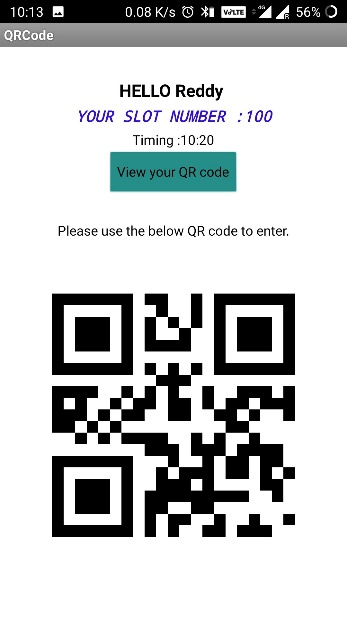 10:13 0.08 K/s VoLTE 4G R 56%
QRCode
HELLO Reddy
YOUR SLOT NUMBER :100
Timing :10:20
View your QR code
Please use the below QR code to enter.